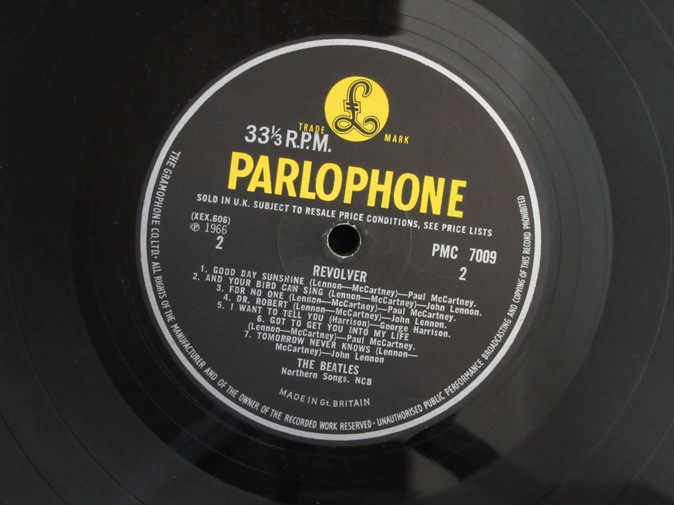 £
TRADE MARK
33⅓ R.P.M.
PARLOPHONE
SOLD IN U.K. SUBJECT TO RESALE PRICE CONDITIONS, SEE PRICE LISTS
(XEX.606)
Ⓟ 1966
2
PMC 7009
2
REVOLVER
1. GOOD DAY SUNSHINE (Lennon—McCartney)—Paul McCartney.
2. AND YOUR BIRD CAN SING (Lennon—McCartney)—John Lennon.
3. FOR NO ONE (Lennon—McCartney)—Paul McCartney.
4. DR. ROBERT (Lennon—McCartney)—John Lennon.
5. I WANT TO TELL YOU (Harrison)—George Harrison.
6. GOT TO GET YOU INTO MY LIFE
(Lennon—McCartney)—Paul McCartney.
7. TOMORROW NEVER KNOWS (Lennon—
McCartney)—John Lennon
THE BEATLES
Northern Songs, NCB
MADE IN Gt. BRITAIN
THE GRAMOPHONE CO. LTD. · ALL RIGHTS OF THE MANUFACTURER AND OF THE OWNER OF THE RECORDED WORK RESERVED · UNAUTHORISED PUBLIC PERFORMANCE BROADCASTING AND COPYING OF THIS RECORD PROHIBITED